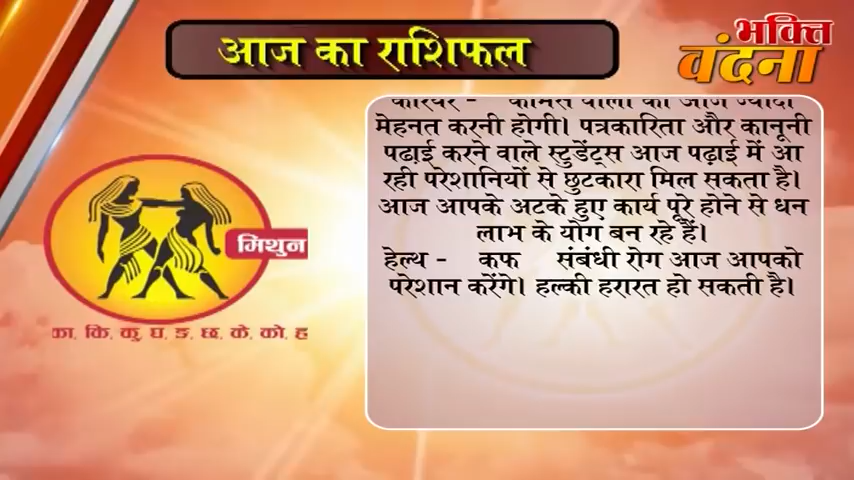 आज का राशिफल
भक्ति
वंदना
मेहनत करनी होगी। पत्रकारिता और कानूनी
पढाई करने वाले स्टुडेंट्स आज पढ़ाई में आ
रही परेशानियों से छुटकारा मिल सकता है।
आज आपके अटके हुए कार्य पूरे होने से धन
लाभ के योग बन रहे हैं।
हेल्थ - कफ संबंधी रोग आज आपको
परेशान करेंगे। हल्की हरारत हो सकती है।
मिथुन
का, कि, कु, घ, ङ, छ, के, को, ह